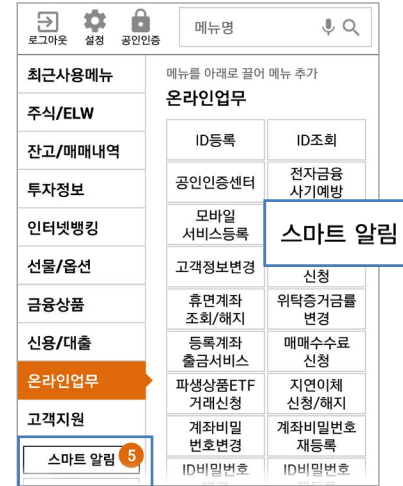 로그아웃 설정 공인인증 메뉴명
최근사용메뉴
주식/ELW
잔고/매매내역
투자정보
인터넷뱅킹
선물/옵션
금융상품
신용/대출
온라인업무
고객지원
스마트 알림 5
메뉴를 아래로 끌어 메뉴 추가
온라인업무
ID등록
ID조회
공인인증센터
전자금융
사기예방
모바일
서비스등록
스마트 알림
고객정보변경
신청
휴면계좌
조회/해지
위탁증거금률
변경
등록계좌
출금서비스
매매수수료
신청
파생상품ETF
거래신청
지연이체
신청/해지
계좌비밀
번호변경
계좌비밀번호
재등록
ID비밀번호
ID비밀번호